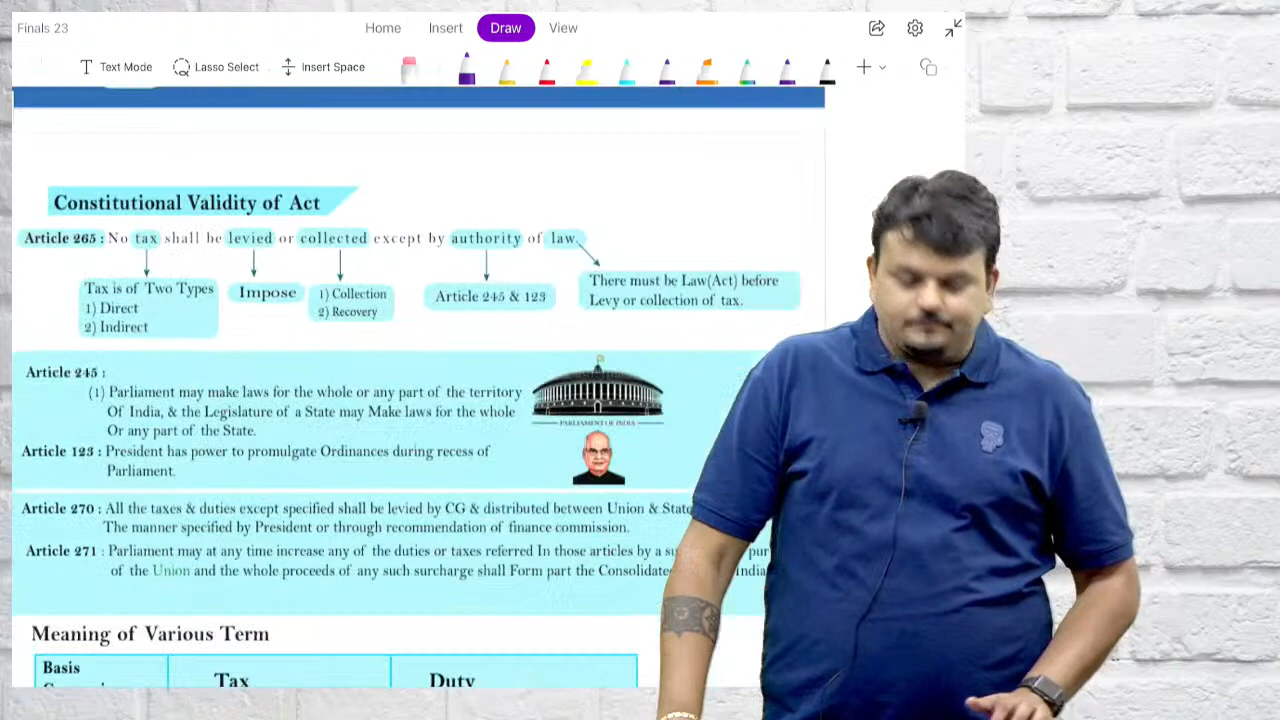 Finals 23
Home Insert Draw View
Text Mode Lasso Select Insert Space
Constitutional Validity of Act
Article 265 : No tax shall be levied or collected except by authority of law.
Tax is of Two Types
1) Direct
2) Indirect
Impose
1) Collection
2) Recovery
Article 245 & 123
There must be Law(Act) before
Levy or collection of tax.
Article 245 :
(1) Parliament may make laws for the whole or any part of the territory
Of India, & the Legislature of a State may Make laws for the whole
Or any part of the State.
PARLIAMENT OF INDIA
Article 123 : President has power to promulgate Ordinances during recess of
Parliament.
Article 270 : All the taxes & duties except specified shall be levied by CG & distributed between Union & State
The manner specified by President or through recommendation of finance commission.
Article 271 : Parliament may at any time increase any of the duties or taxes referred In those articles by a
of the Union and the whole proceeds of any such surcharge shall Form part the Consolidated
Meaning of Various Term
Basis
Tax Duty